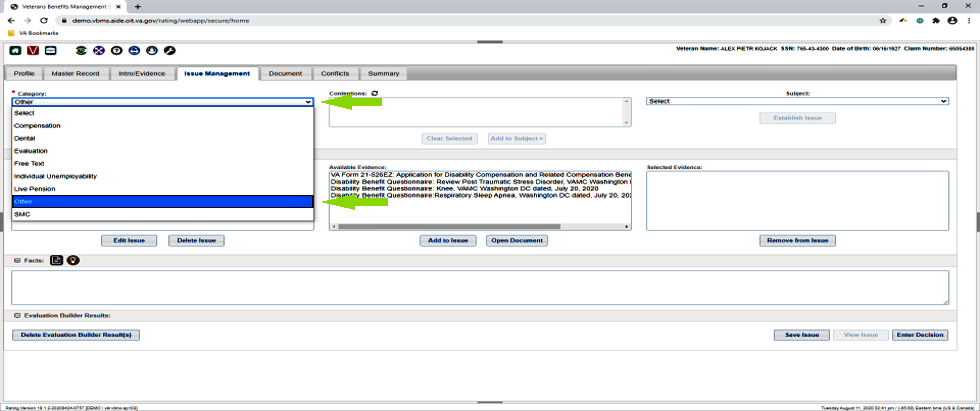 Veterans Benefits Management S
demo.vbms.aide.oit.va.gov/rating/webapp/secure/home
VA Bookmarks
Veteran Name: ALEX PIETR KOJACK SSN: 765-43-4300 Date of Birth: 06/16/1927 Claim Number: 65054300
Profile Master Record Intro/Evidence Issue Management Document Conflicts Summary
* Category: Contentions: Subject:
Other Select
Select
Compensation
Establish Issue
Dental
Clear Selected Add to Subject >
Evaluation
Free Text
Available Evidence: Selected Evidence:
Individual Unemployability
VA Form 21-526EZ: Application for Disability Compensation and Related Compensation Bene
Disability Benefit Questionnaire: Review Post Traumatic Stress Disorder, VAMC Washington
Live Pension
Disability Benefit Questionnaire: Knee, VAMC Washington DC dated, July 20, 2020
Disability Benefit Questionnaire:Respiratory Sleep Apnea, Washington DC dated, July 20, 202
Other
SMC
Edit Issue Delete Issue Add to Issue Open Document Remove from Issue
Facts:
Evaluation Builder Results:
Delete Evaluation Builder Result(s) Save Issue View Issue Enter Decision
Tuesday August 11, 2020 02:41 pm / (-05:00) Eastern time (US & Canada)